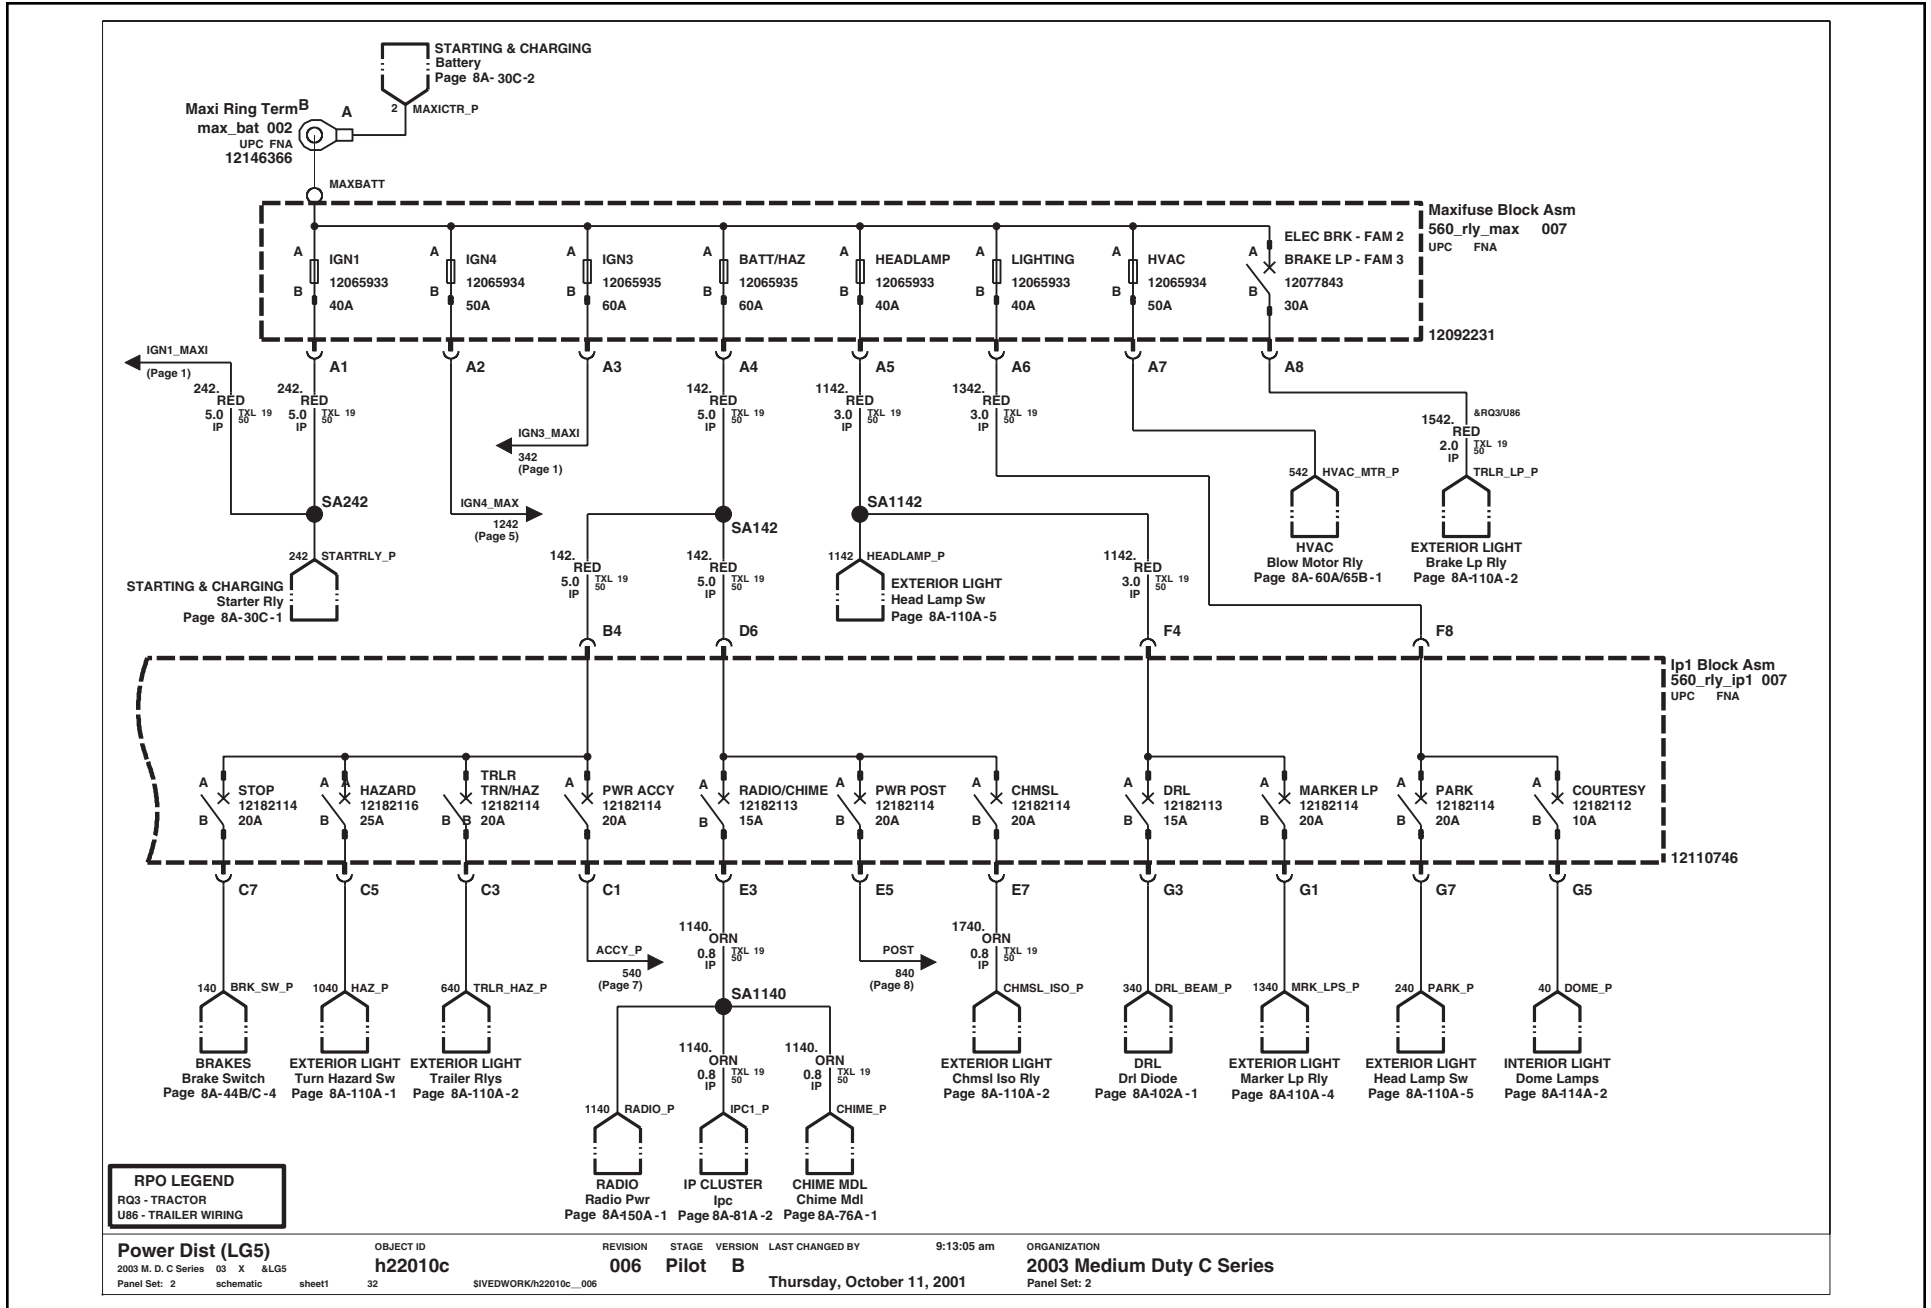 STARTING & CHARGING
Battery
Page 8A- 30C-2
2 MAXICTR_P
Maxi Ring Term
B
A
max_bat 002
UPC FNA
12146366
MAXBATT
Maxifuse Block Asm
560_rly_max 007
UPC FNA
A
IGN1
12065933
B
40A
A
IGN4
12065934
B
50A
A
IGN3
12065935
B
60A
A
BATT/HAZ
12065935
B
60A
A
HEADLAMP
12065933
B
40A
A
LIGHTING
12065933
B
40A
A
HVAC
12065934
B
50A
ELEC BRK - FAM 2
A
BRAKE LP - FAM 3
12077843
B
30A
12092231
IGN1_MAXI
(Page 1)
A1
A2
A3
A4
A5
A6
A7
A8
242.
RED
5.0 TXL 19
IP 50
242.
RED
5.0 TXL 19
IP 50
142.
RED
5.0 TXL 19
IP 50
1142.
RED
3.0 TXL 19
IP 50
1342.
RED
3.0 TXL 19
IP 50
&RQ3/U86
1542.
RED
2.0 TXL 19
IP 50
IGN3_MAXI
342
(Page 1)
IGN4_MAX
1242
(Page 5)
SA242
SA142
SA1142
542 HVAC_MTR_P
HVAC
Blow Motor Rly
Page 8A- 60A/65B-1
TRLR_LP_P
EXTERIOR LIGHT
Brake Lp Rly
Page 8A-110A-2
242 STARTRLY_P
STARTING & CHARGING
Starter Rly
Page 8A-30C-1
142.
RED
5.0 TXL 19
IP 50
142.
RED
5.0 TXL 19
IP 50
1142 HEADLAMP_P
EXTERIOR LIGHT
Head Lamp Sw
Page 8A-110A-5
1142.
RED
3.0 TXL 19
IP 50
B4
D6
F4
F8
Ip1 Block Asm
560_rly_ip1 007
UPC FNA
A
STOP
12182114
B
20A
A
A
HAZARD
12182116
B
25A
TRLR
A
TRN/HAZ
12182114
B
B
20A
A
PWR ACCY
12182114
B
20A
A
RADIO/CHIME
12182113
B
15A
A
PWR POST
12182114
B
20A
A
CHMSL
12182114
B
20A
A
DRL
12182113
B
15A
A
MARKER LP
12182114
B
20A
A
PARK
12182114
B
20A
A
COURTESY
12182112
B
10A
12110746
C7
C5
C3
C1
E3
E5
E7
G3
G1
G7
G5
ACCY_P
540
(Page 7)
1140.
ORN
0.8 TXL 19
IP 50
POST
840
(Page 8)
1740.
ORN
0.8 TXL 19
IP 50
140 BRK_SW_P
BRAKES
Brake Switch
Page 8A-44B/C-4
1040 HAZ_P
EXTERIOR LIGHT
Turn Hazard Sw
Page 8A-110A-1
640 TRLR_HAZ_P
EXTERIOR LIGHT
Trailer Rlys
Page 8A-110A-2
SA1140
CHMSL_ISO_P
EXTERIOR LIGHT
Chmsl Iso Rly
Page 8A-110A-2
340 DRL_BEAM_P
DRL
Drl Diode
Page 8A-102A-1
1340 MRK_LPS_P
EXTERIOR LIGHT
Marker Lp Rly
Page 8A-110A-4
240 PARK_P
EXTERIOR LIGHT
Head Lamp Sw
Page 8A-110A-5
40 DOME_P
INTERIOR LIGHT
Dome Lamps
Page 8A-114A-2
1140.
ORN
0.8 TXL 19
IP 50
1140.
ORN
0.8 TXL 19
IP 50
1140 RADIO_P
RADIO
Radio Pwr
Page 8A-150A-1
IPC1_P
IP CLUSTER
Ipc
Page 8A-81A-2
CHIME_P
CHIME MDL
Chime Mdl
Page 8A-76A-1
RPO LEGEND
RQ3 - TRACTOR
U86 - TRAILER WIRING
Power Dist (LG5)
2003 M. D. C Series 03 X &LG5
Panel Set: 2 schematic sheet1 32 $IVEDWORK/h22010c__006
OBJECT ID
h22010c
REVISION
006
STAGE
Pilot
VERSION
B
LAST CHANGED BY
9:13:05 am
Thursday, October 11, 2001
ORGANIZATION
2003 Medium Duty C Series
Panel Set: 2